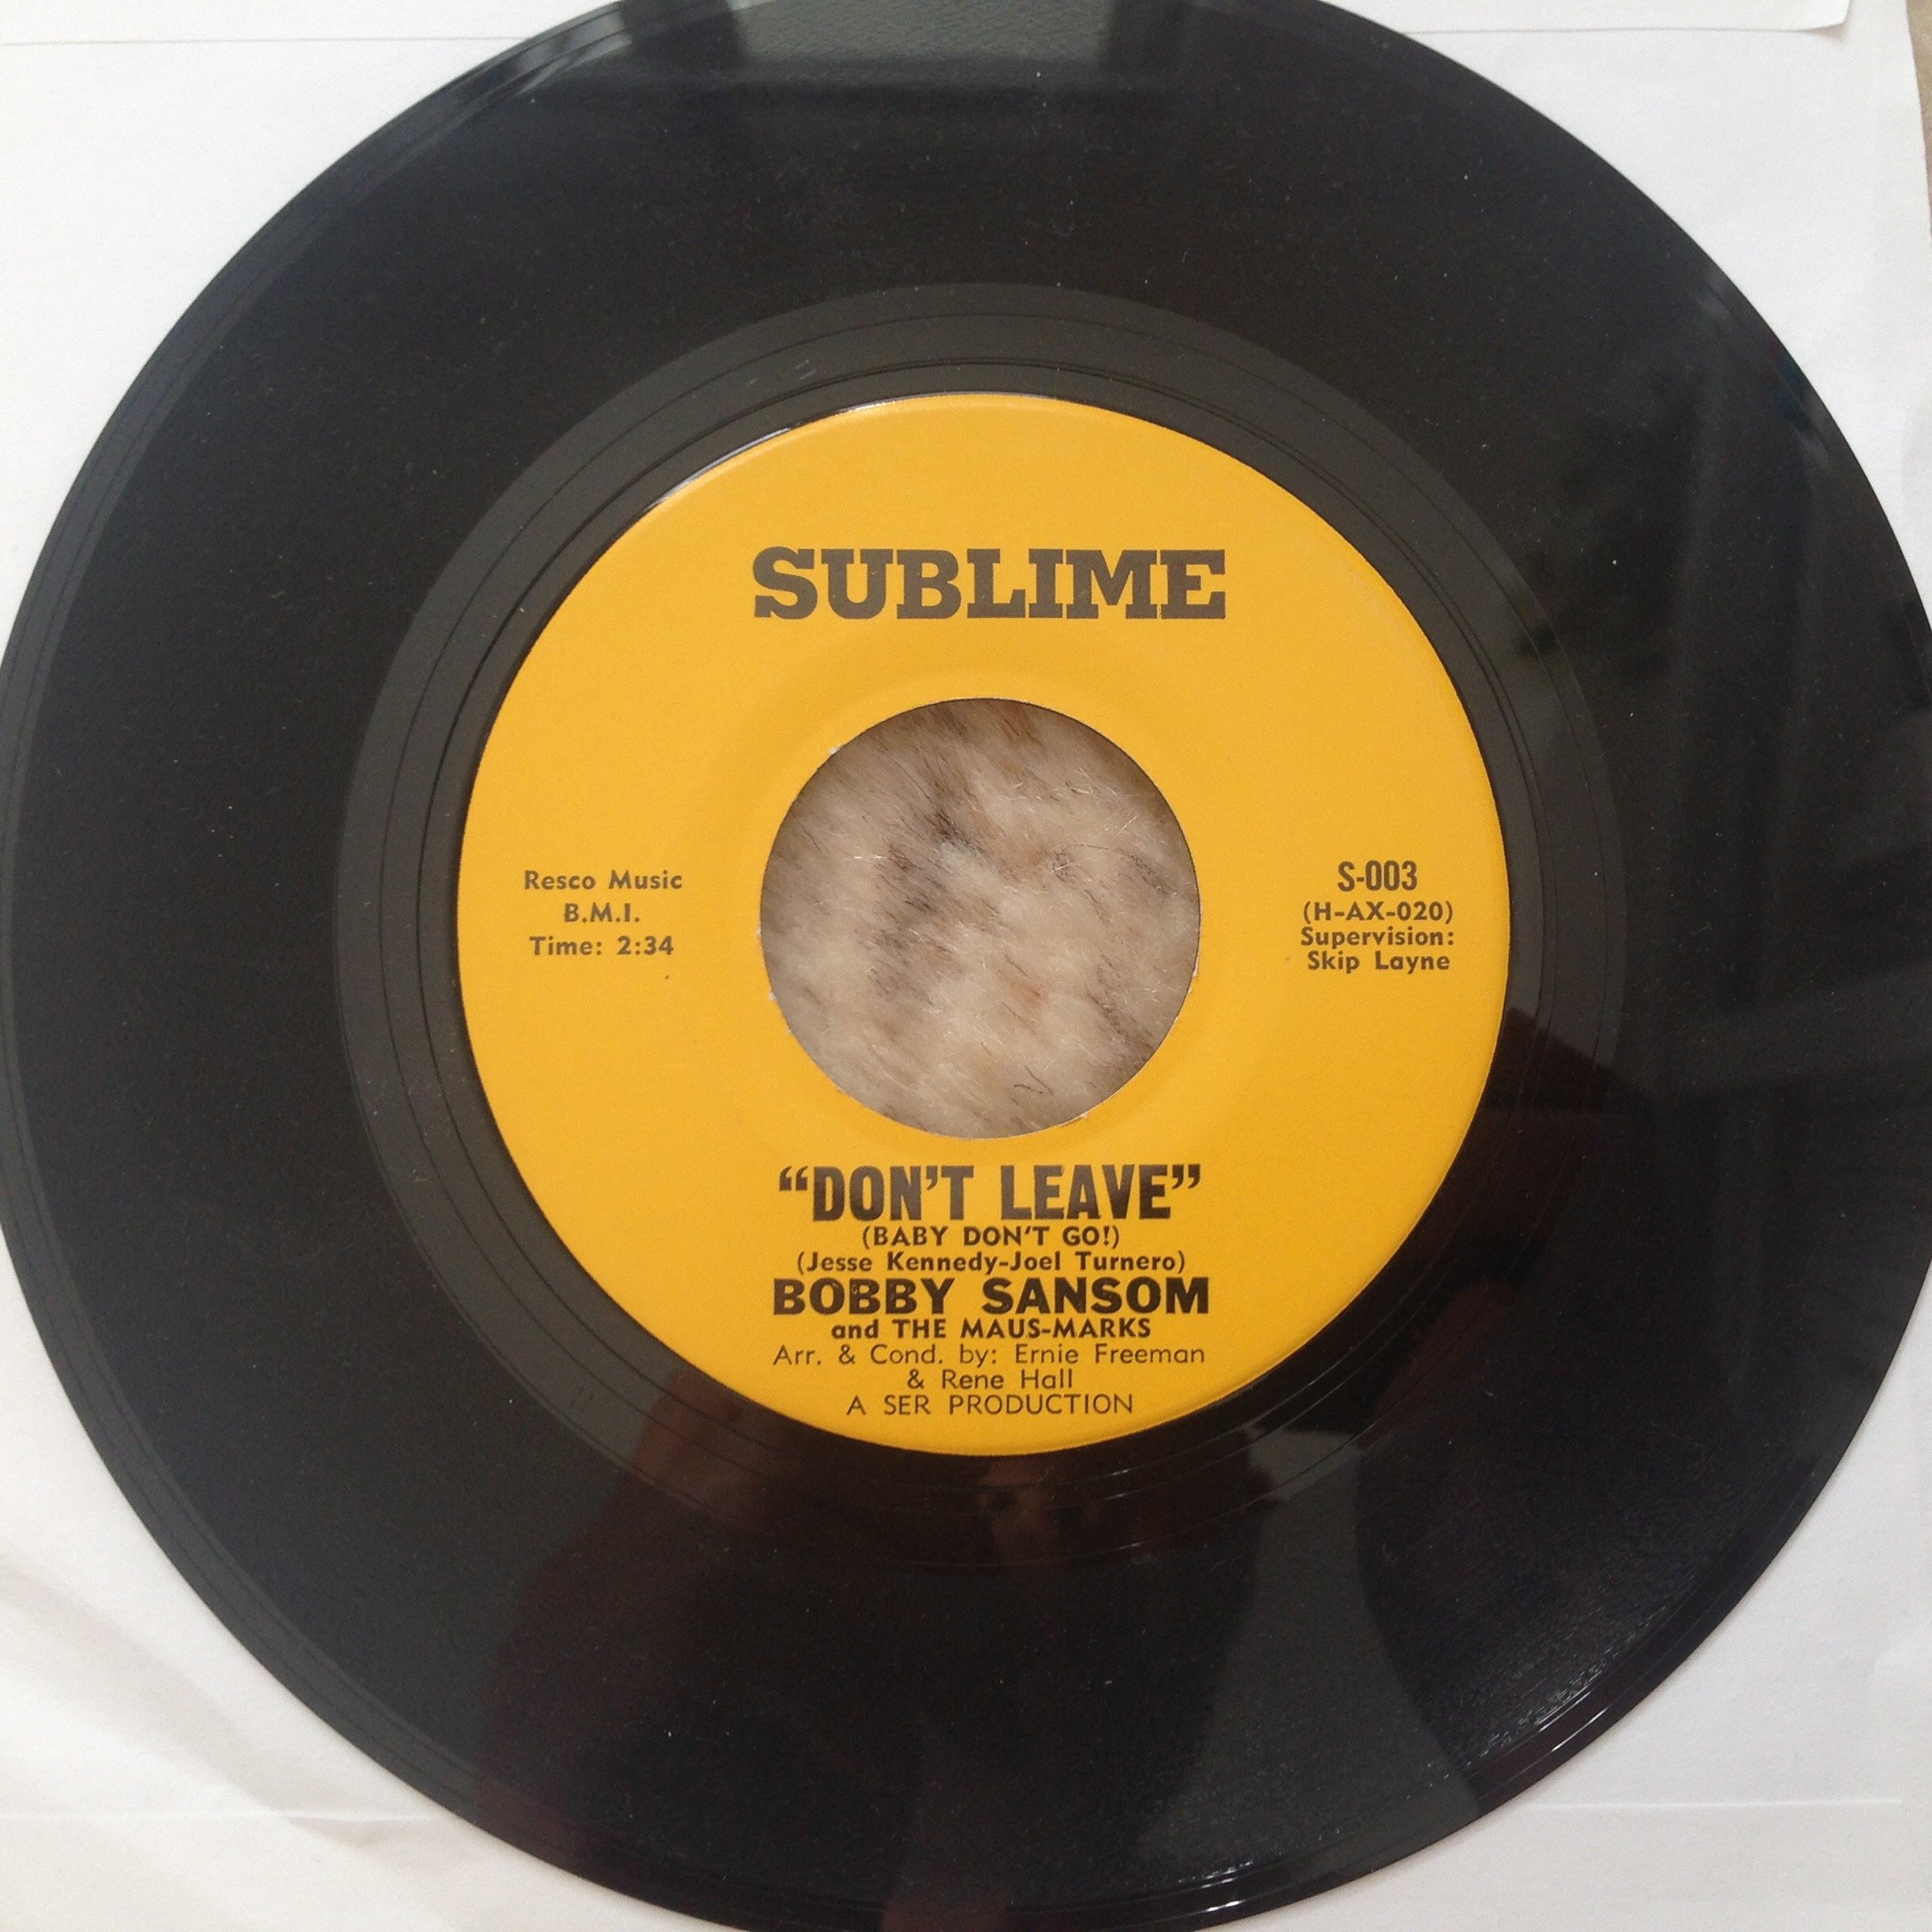 SUBLIME
Resco Music
B.M.I.
Time: 2:34
S-003
(H-AX-020)
Supervision:
Skip Layne
“DON'T LEAVE”
(BABY DON'T GO!)
(Jesse Kennedy-Joel Turnero)
BOBBY SANSOM
and THE MAUS-MARKS
Arr. & Cond. by: Ernie Freeman
& Rene Hall
A SER PRODUCTION